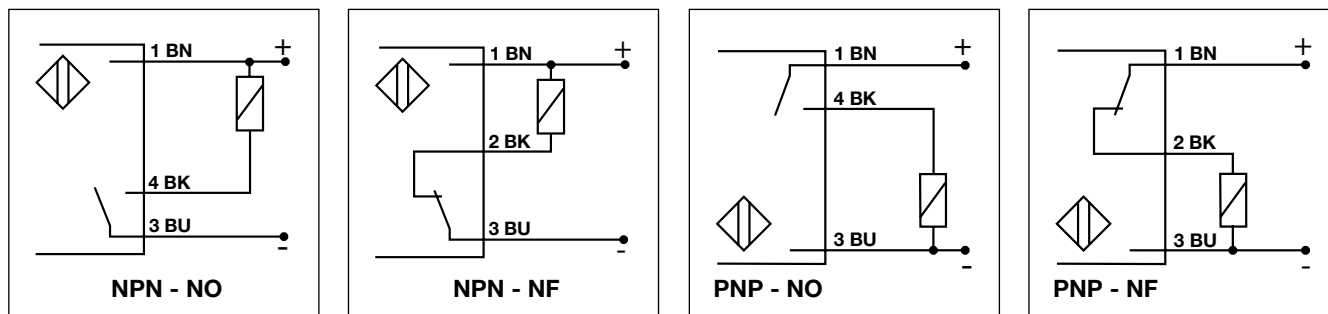 1 BN
+
4 BK
3 BU
-
NPN - NO
1 BN
+
2 BK
3 BU
-
NPN - NF
1 BN
+
4 BK
3 BU
-
PNP - NO
1 BN
+
2 BK
3 BU
-
PNP - NF